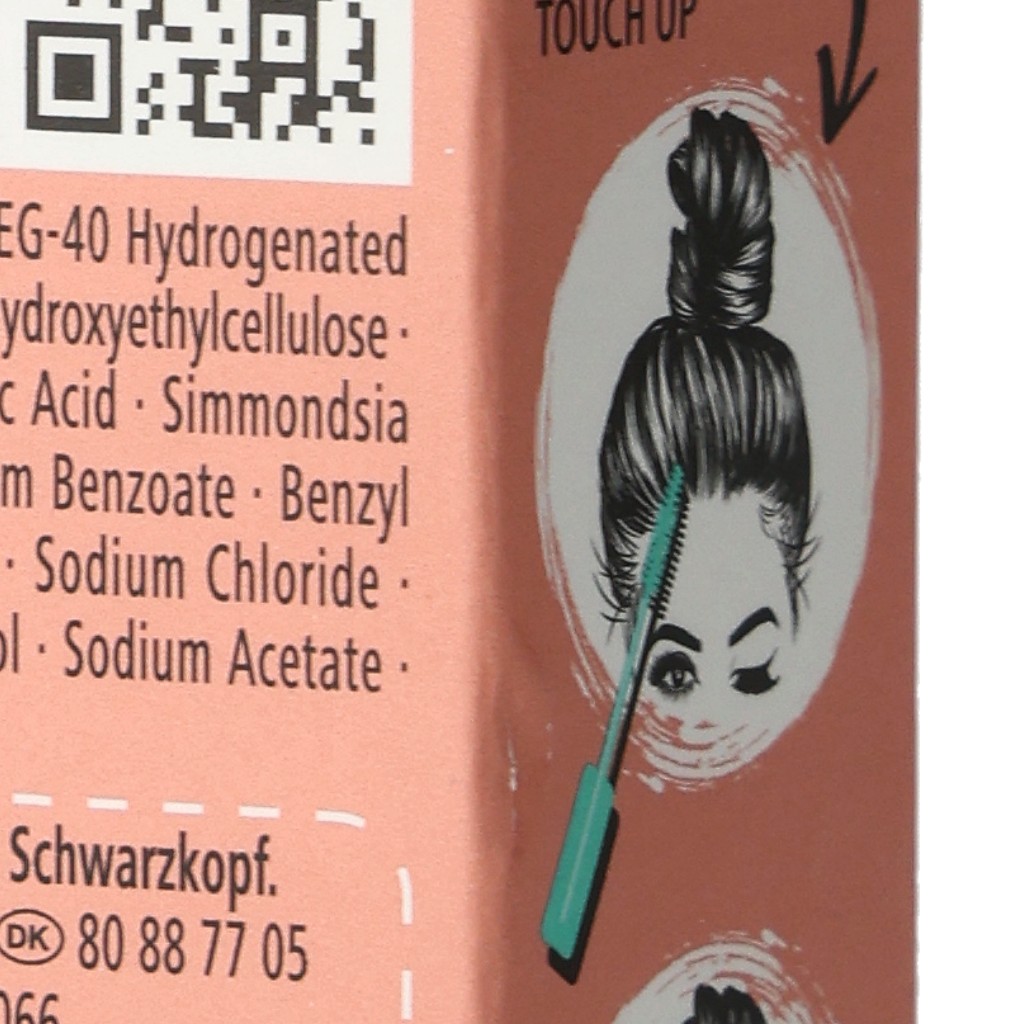 TOUCH UP
EG-40 Hydrogenated
ydroxyethylcellulose ·
c Acid · Simmondsia
m Benzoate · Benzyl
· Sodium Chloride ·
ol · Sodium Acetate ·
Schwarzkopf.
DK 80 88 77 05
066